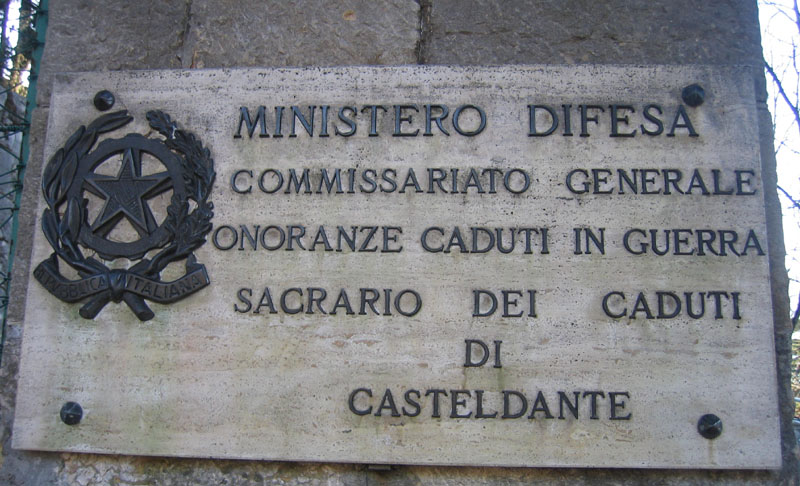 MINISTERO DIFESA
COMMISSARIATO GENERALE
ONORANZE CADUTI IN GUERRA
SACRARIO DEI CADUTI
DI
CASTELDANTE
REPUBBLICA ITALIANA